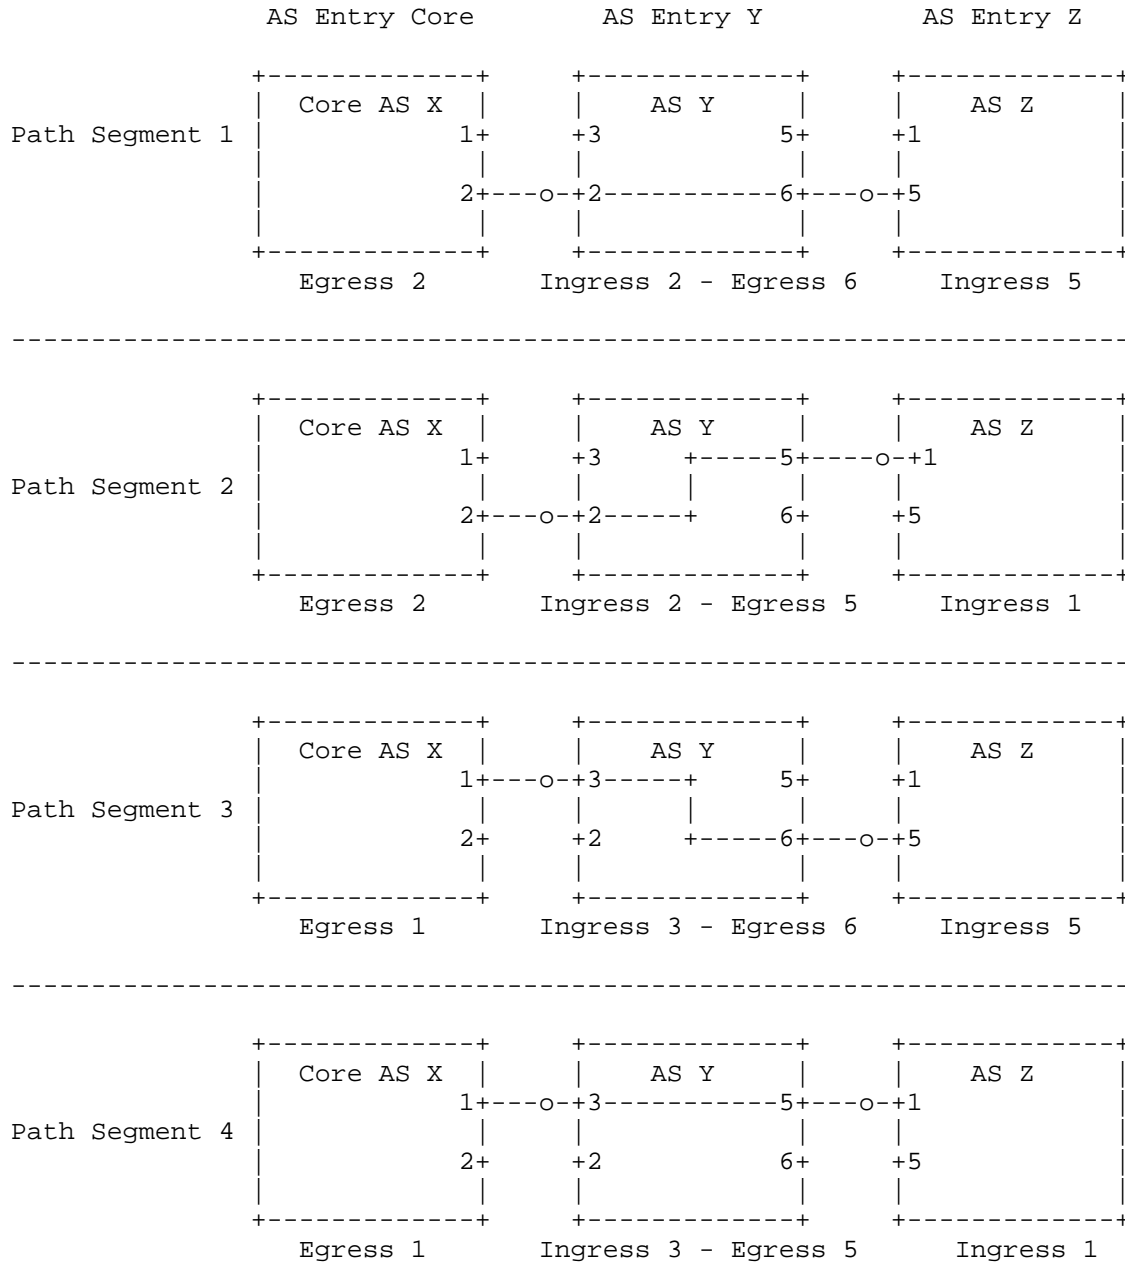 AS Entry Core        AS Entry Y          AS Entry Z

               +-------------+     +-------------+     +-------------+
               |  Core AS X  |     |    AS Y     |     |    AS Z     |
Path Segment 1 |            1+     +3           5+     +1            |
               |             |     |             |     |             |
               |            2+---o-+2-----------6+---o-+5            |
               |             |     |             |     |             |
               +-------------+     +-------------+     +-------------+
                  Egress 2       Ingress 2 - Egress 6     Ingress 5

----------------------------------------------------------------------

               +-------------+     +-------------+     +-------------+
               |  Core AS X  |     |    AS Y     |     |    AS Z     |
               |            1+     +3     +-----5+----o-+1           |
Path Segment 2 |             |     |      |      |     |             |
               |            2+---o-+2-----+     6+     +5            |
               |             |     |             |     |             |
               +-------------+     +-------------+     +-------------+
                  Egress 2       Ingress 2 - Egress 5     Ingress 1

----------------------------------------------------------------------

               +-------------+     +-------------+     +-------------+
               |  Core AS X  |     |    AS Y     |     |    AS Z     |
               |            1+---o-+3-----+     5+     +1            |
Path Segment 3 |             |     |      |      |     |             |
               |            2+     +2     +-----6+---o-+5            |
               |             |     |             |     |             |
               +-------------+     +-------------+     +-------------+
                  Egress 1       Ingress 3 - Egress 6     Ingress 5

----------------------------------------------------------------------

               +-------------+     +-------------+     +-------------+
               |  Core AS X  |     |    AS Y     |     |    AS Z     |
               |            1+---o-+3-----------5+---o-+1            |
Path Segment 4 |             |     |             |     |             |
               |            2+     +2           6+     +5            |
               |             |     |             |     |             |
               +-------------+     +-------------+     +-------------+
                  Egress 1       Ingress 3 - Egress 5      Ingress 1